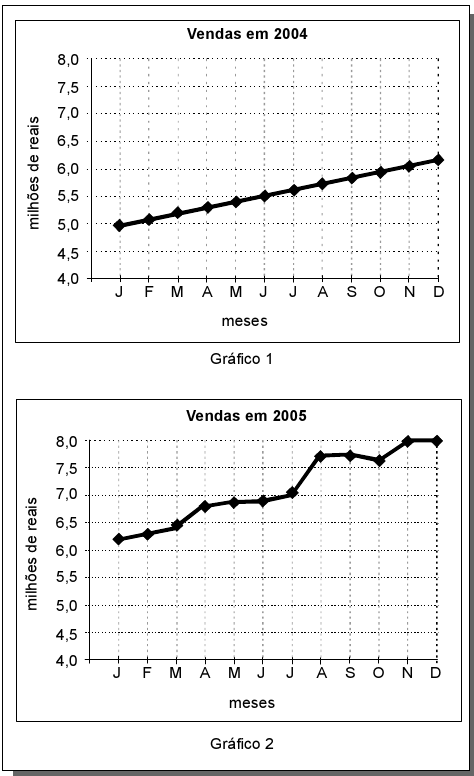 Vendas em 2004
8,0
7,5
7,0
6,5
6,0
5,5
5,0
4,5
4,0
milhões de reais
J F M A M J J A S O N D
meses
Gráfico 1
Vendas em 2005
8,0
7,5
7,0
6,5
6,0
5,5
5,0
4,5
4,0
milhões de reais
J F M A M J J A S O N D
meses
Gráfico 2